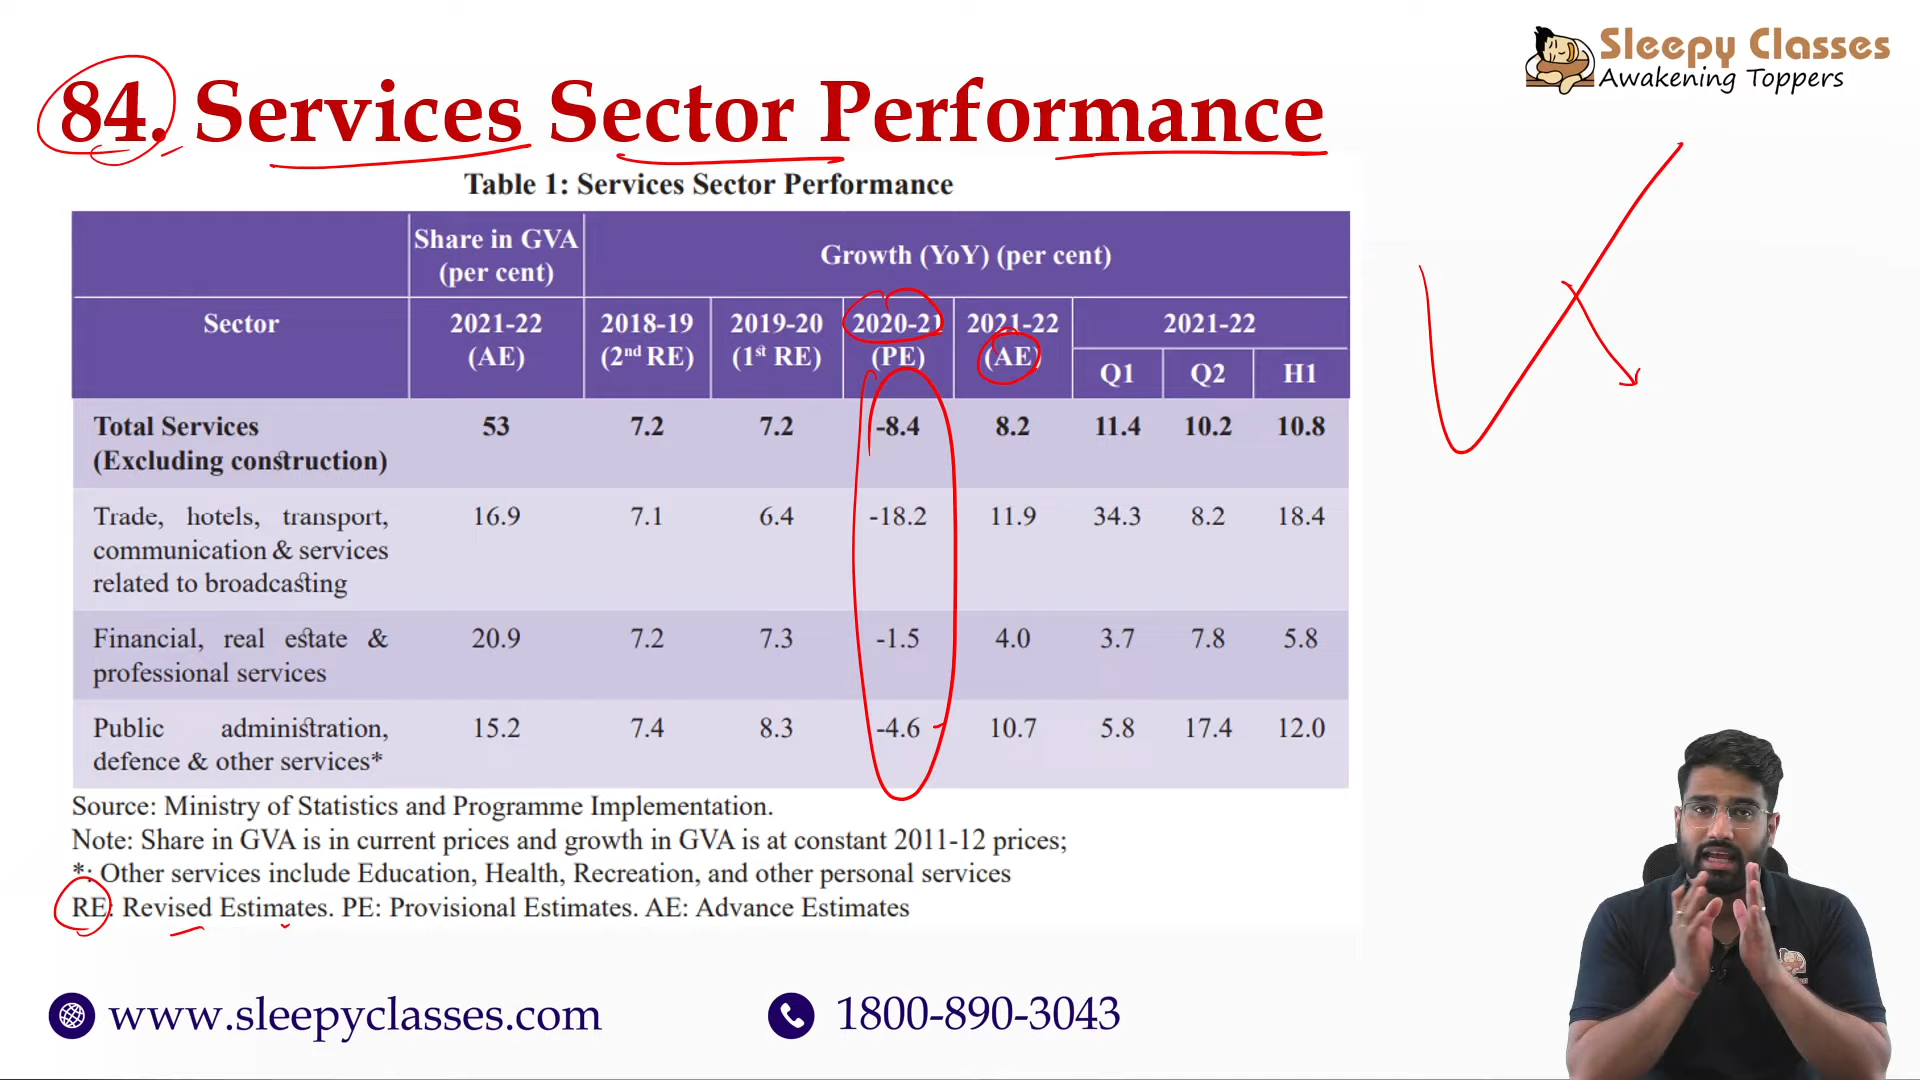 Sleepy Classes
Awakening Toppers
84. Services Sector Performance
Table 1: Services Sector Performance
Share in GVA (per cent) Growth (YoY) (per cent)
Sector 2021-22 (AE) 2018-19 (2nd RE) 2019-20 (1st RE) 2020-21 (PE) 2021-22 (AE) 2021-22
Q1 Q2 H1
Total Services (Excluding construction) 53 7.2 7.2 -8.4 8.2 11.4 10.2 10.8
Trade, hotels, transport, communication & services related to broadcasting 16.9 7.1 6.4 -18.2 11.9 34.3 8.2 18.4
Financial, real estate & professional services 20.9 7.2 7.3 -1.5 4.0 3.7 7.8 5.8
Public administration, defence & other services* 15.2 7.4 8.3 -4.6 10.7 5.8 17.4 12.0
Source: Ministry of Statistics and Programme Implementation.
Note: Share in GVA is in current prices and growth in GVA is at constant 2011-12 prices;
*: Other services include Education, Health, Recreation, and other personal services
RE: Revised Estimates. PE: Provisional Estimates. AE: Advance Estimates
www.sleepyclasses.com 1800-890-3043